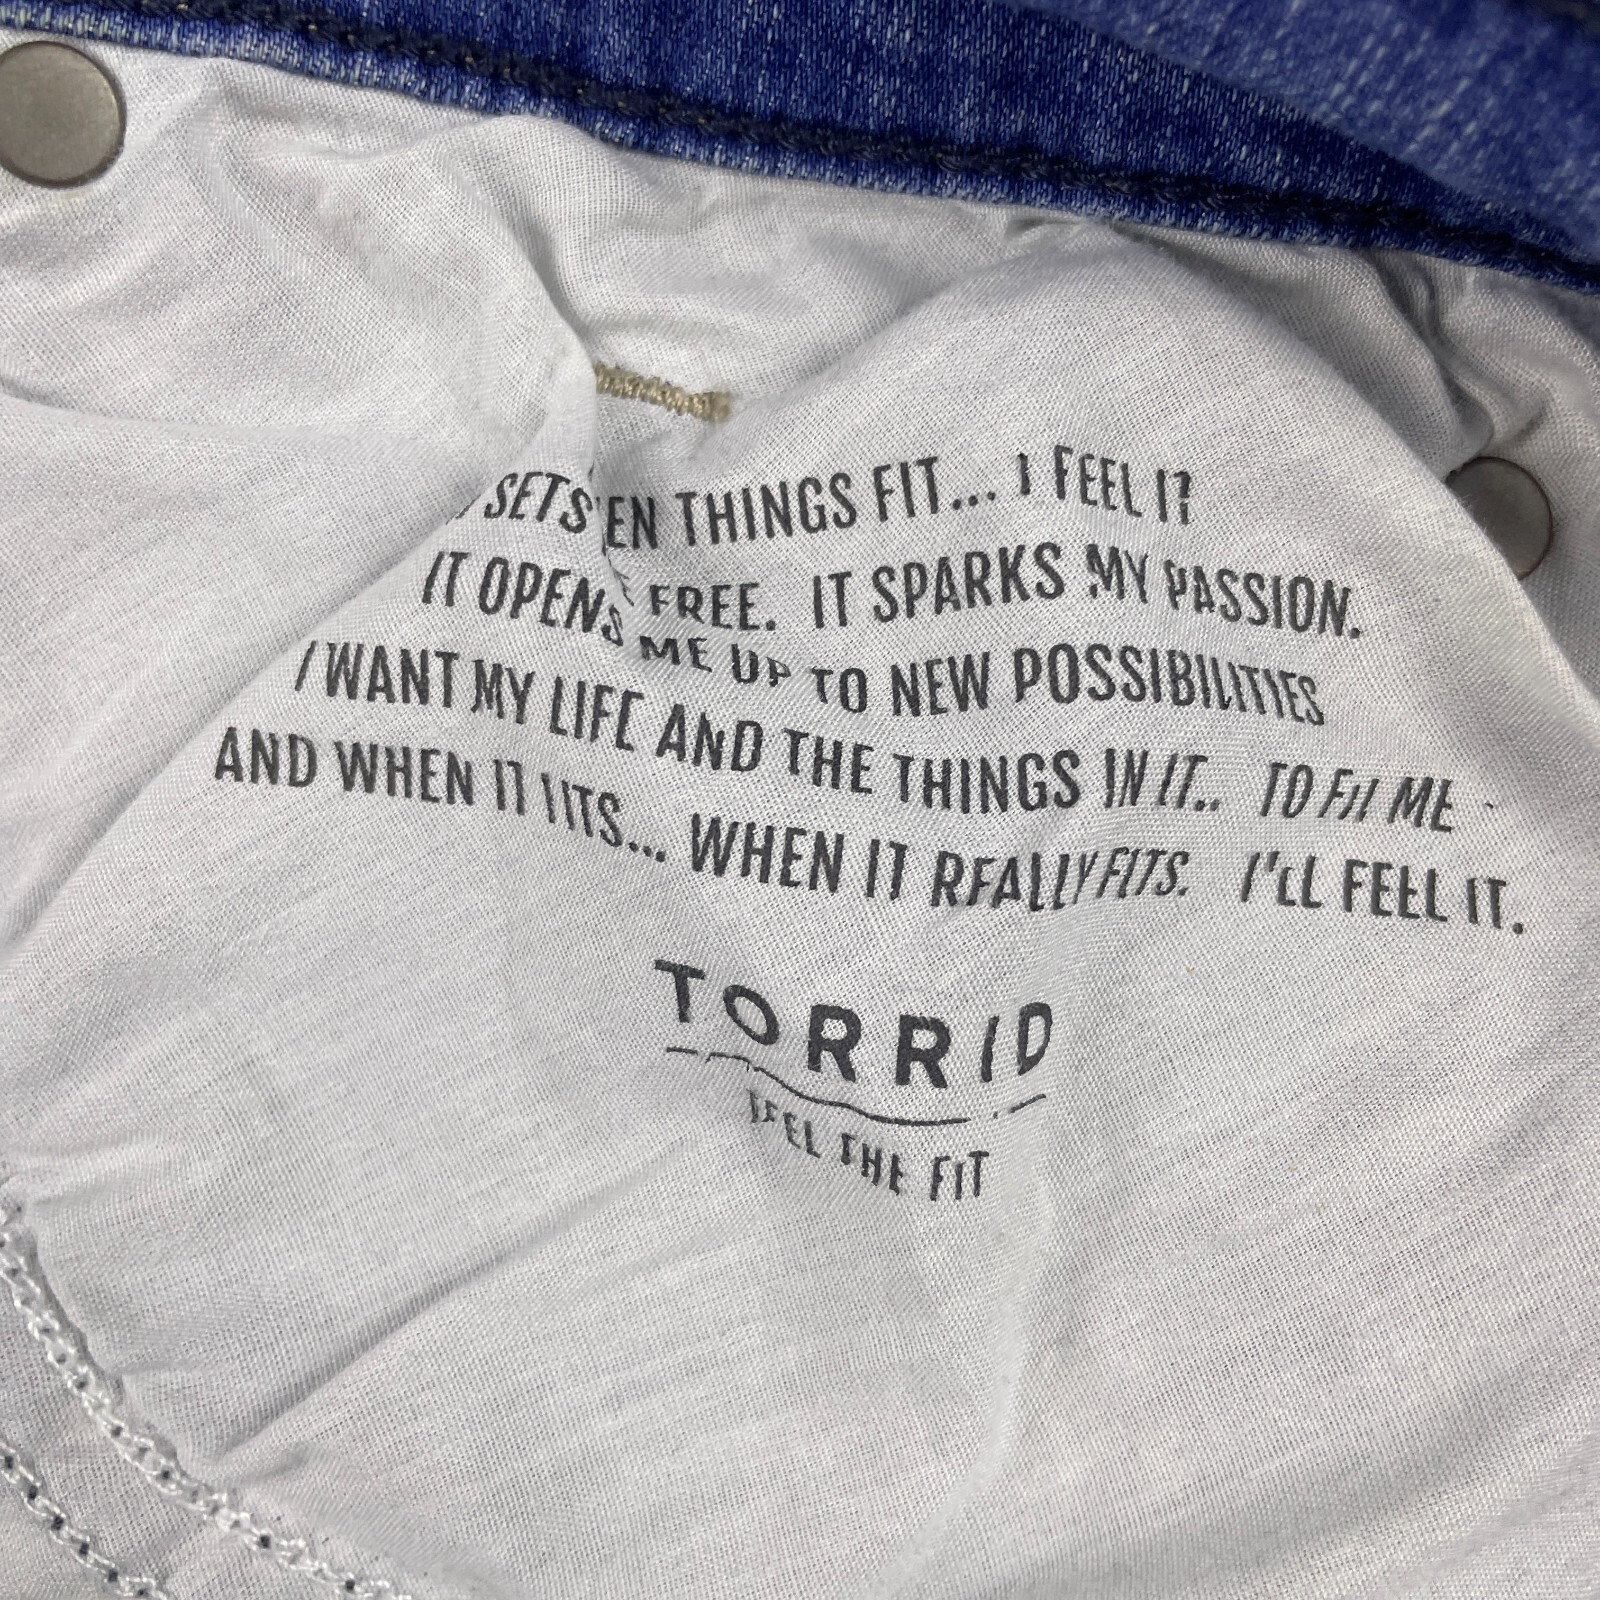 THINGS FIT... I FEEL IT
SETS FREE. IT SPARKS MY PASSION.
IT OPENS ME UP TO NEW POSSIBILITIES
I WANT MY LIFE AND THE THINGS IN IT.. TO FIT ME
AND WHEN IT FITS... WHEN IT REALLY FITS. I'LL FEEL IT.
TORRID
FEEL THE FIT